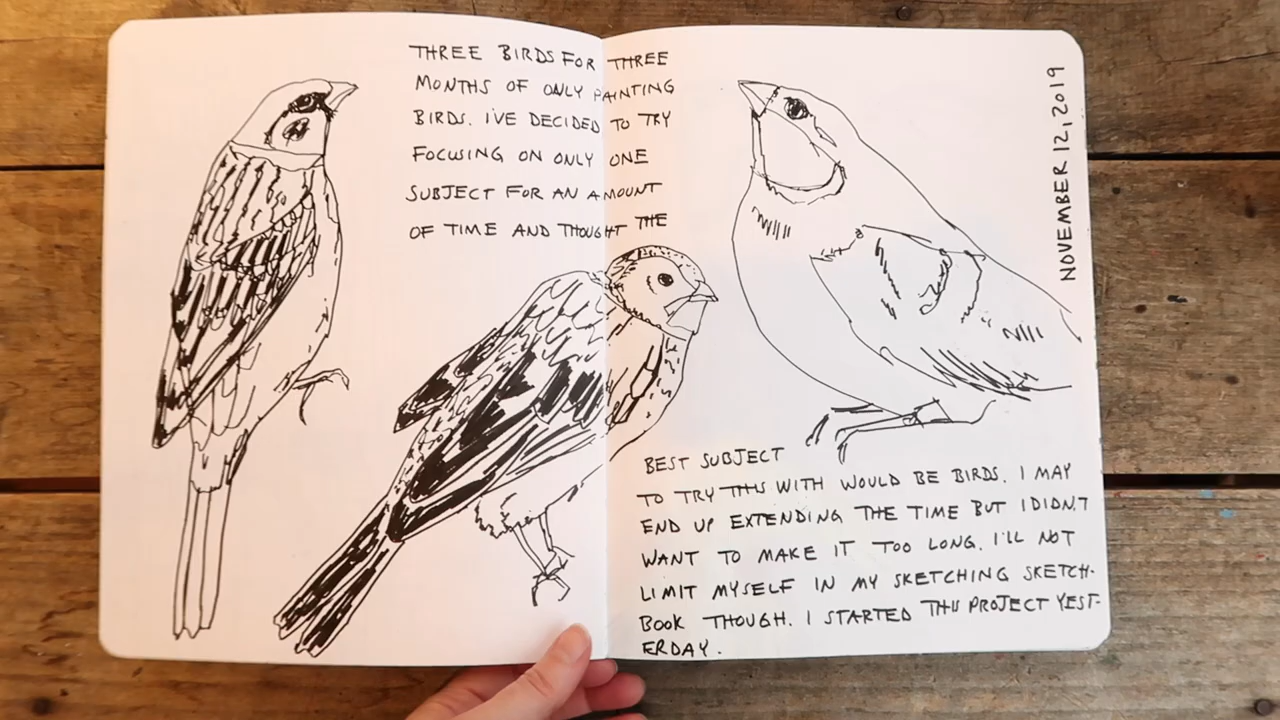 THREE BIRDS FOR THREE
MONTHS OF ONLY PAINTING
BIRDS. I'VE DECIDED TO TRY
FOCUSING ON ONLY ONE
SUBJECT FOR AN AMOUNT
OF TIME AND THOUGHT THE
BEST SUBJECT
TO TRY THIS WITH WOULD BE BIRDS. I MAY
END UP EXTENDING THE TIME BUT I DIDN'T
WANT TO MAKE IT TOO LONG. I'LL NOT
LIMIT MYSELF IN MY SKETCHING SKETCH-
BOOK THOUGH. I STARTED THIS PROJECT YEST-
ERDAY.
NOVEMBER 12, 2019